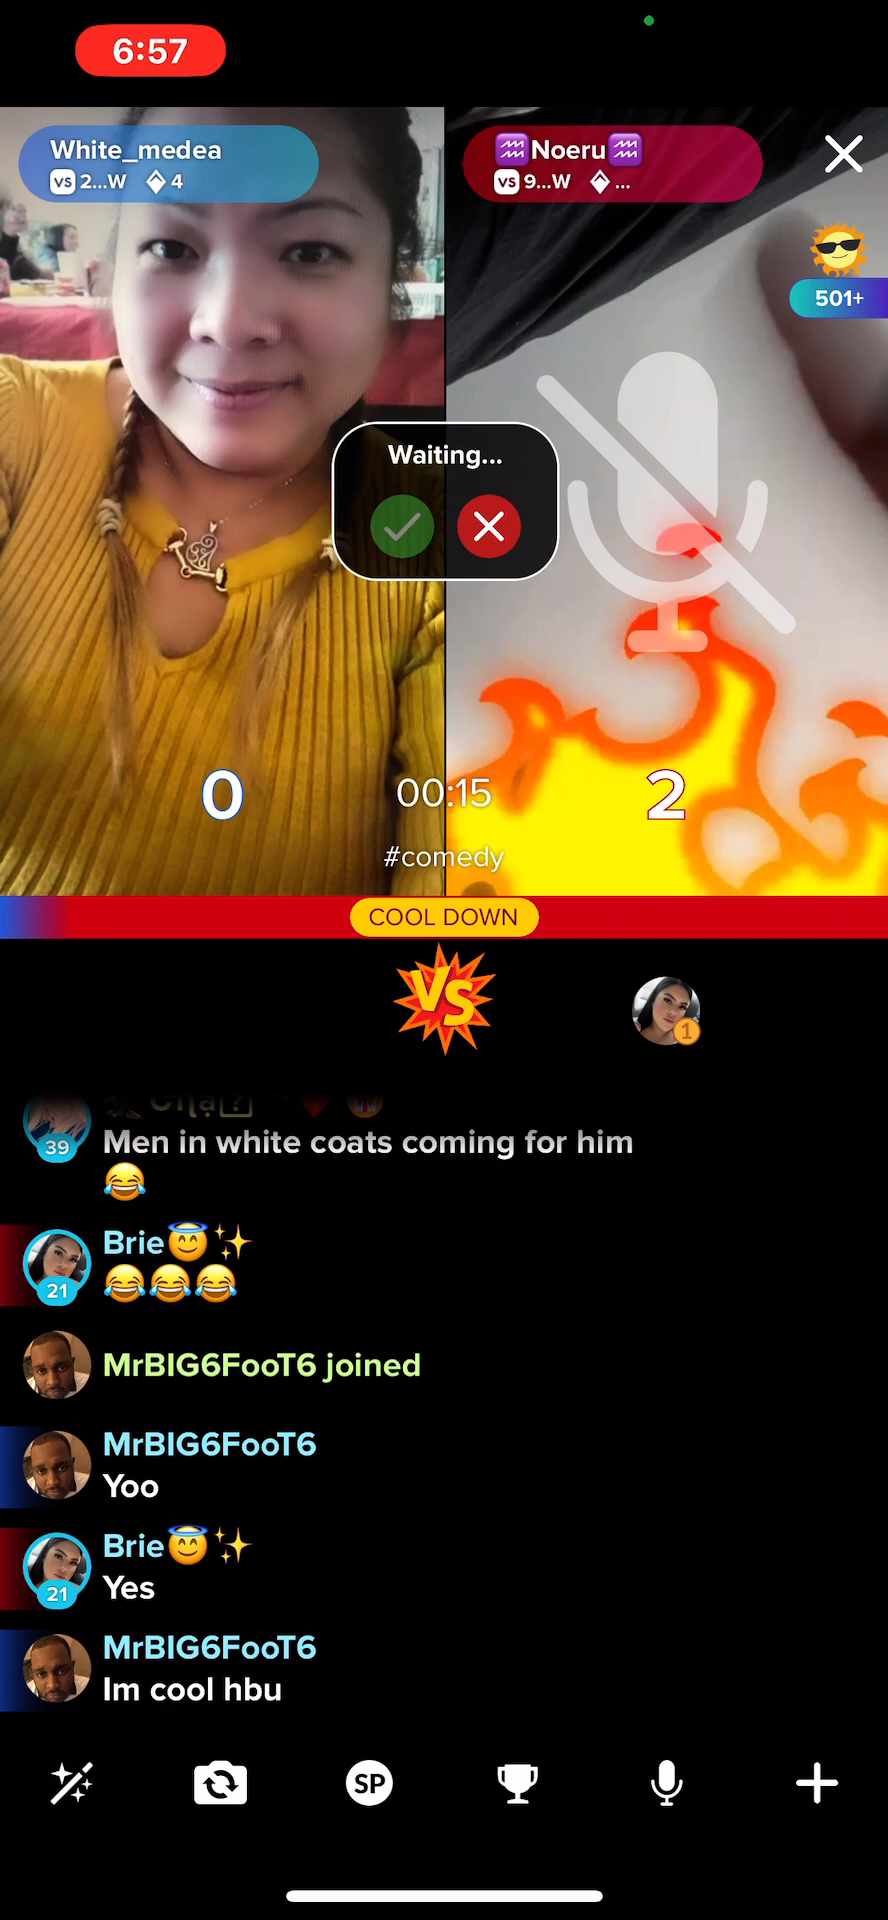 6:57
White_medea
VS 2...W 4
♒Noeru♒
VS 9...W ...
501+
Waiting...
0
00:15
2
#comedy
COOL DOWN
VS
1
39
Men in white coats coming for him
😂
Brie😇✨
21
😂😂😂
MrBIG6FooT6 joined
MrBIG6FooT6
Yoo
Brie😇✨
21
Yes
MrBIG6FooT6
Im cool hbu
SP